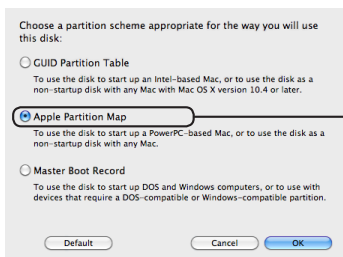 Choose a partition scheme appropriate for the way you will use
this disk:
GUID Partition Table
To use the disk to start up an Intel-based Mac, or to use the disk as a
non-startup disk with any Mac with Mac OS X version 10.4 or later.
Apple Partition Map
To use the disk to start up a PowerPC-based Mac, or to use the disk as a
non-startup disk with any Mac.
Master Boot Record
To use the disk to start up DOS and Windows computers, or to use with
devices that require a DOS-compatible or Windows-compatible partition.
Default Cancel OK